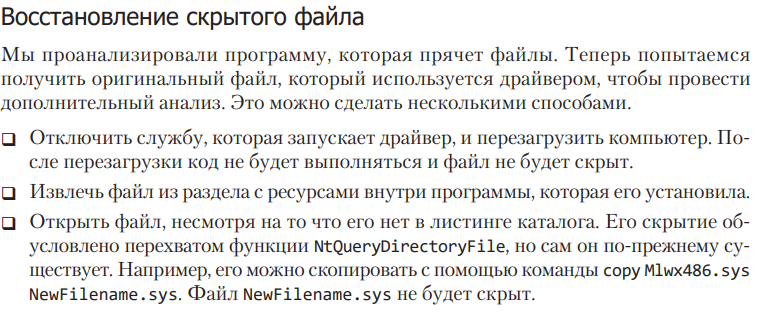 Восстановление скрытого файла
Мы проанализировали программу, которая прячет файлы. Теперь попытаемся
получить оригинальный файл, который используется драйвером, чтобы провести
дополнительный анализ. Это можно сделать несколькими способами.
❑ Отключить службу, которая запускает драйвер, и перезагрузить компьютер. По-
сле перезагрузки код не будет выполняться и файл не будет скрыт.
❑ Извлечь файл из раздела с ресурсами внутри программы, которая его установила.
❑ Открыть файл, несмотря на то что его нет в листинге каталога. Его скрытие об-
условлено перехватом функции NtQueryDirectoryFile, но сам он по-прежнему су-
ществует. Например, его можно скопировать с помощью команды copy Mlwx486.sys
NewFilename.sys. Файл NewFilename.sys не будет скрыт.